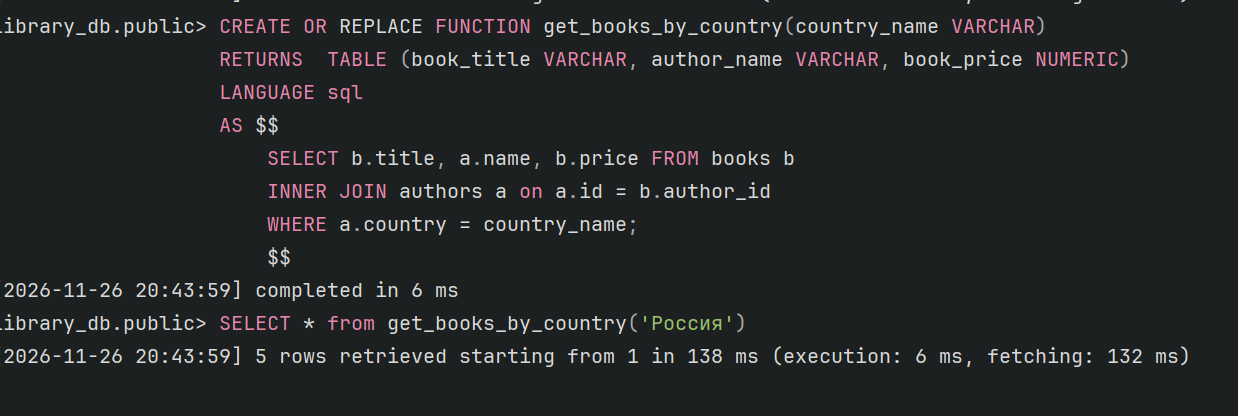 library_db.public> CREATE OR REPLACE FUNCTION get_books_by_country(country_name VARCHAR)
RETURNS  TABLE (book_title VARCHAR, author_name VARCHAR, book_price NUMERIC)
LANGUAGE sql
AS $$
SELECT b.title, a.name, b.price FROM books b
INNER JOIN authors a on a.id = b.author_id
WHERE a.country = country_name;
$$
[2026-11-26 20:43:59] completed in 6 ms
library_db.public> SELECT * from get_books_by_country('Россия')
[2026-11-26 20:43:59] 5 rows retrieved starting from 1 in 138 ms (execution: 6 ms, fetching: 132 ms)